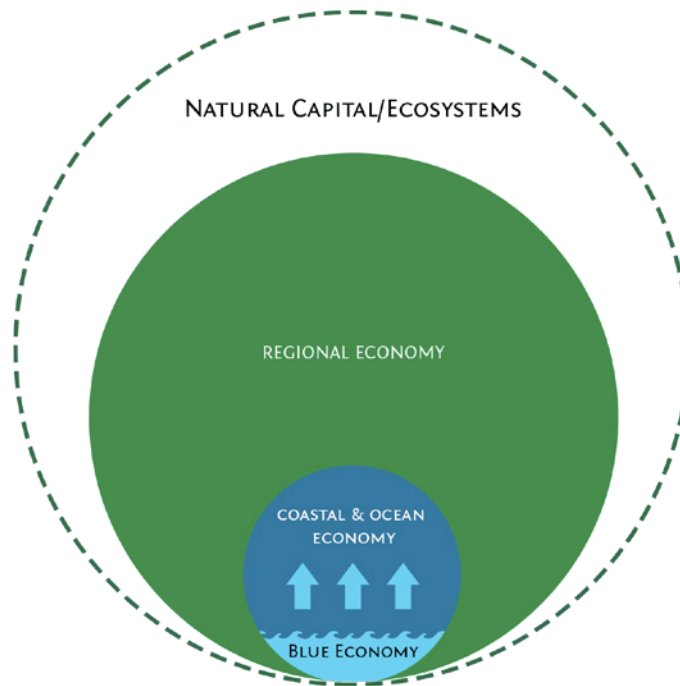 Natural Capital/Ecosystems
REGIONAL ECONOMY
COASTAL & OCEAN
ECONOMY
Blue Economy